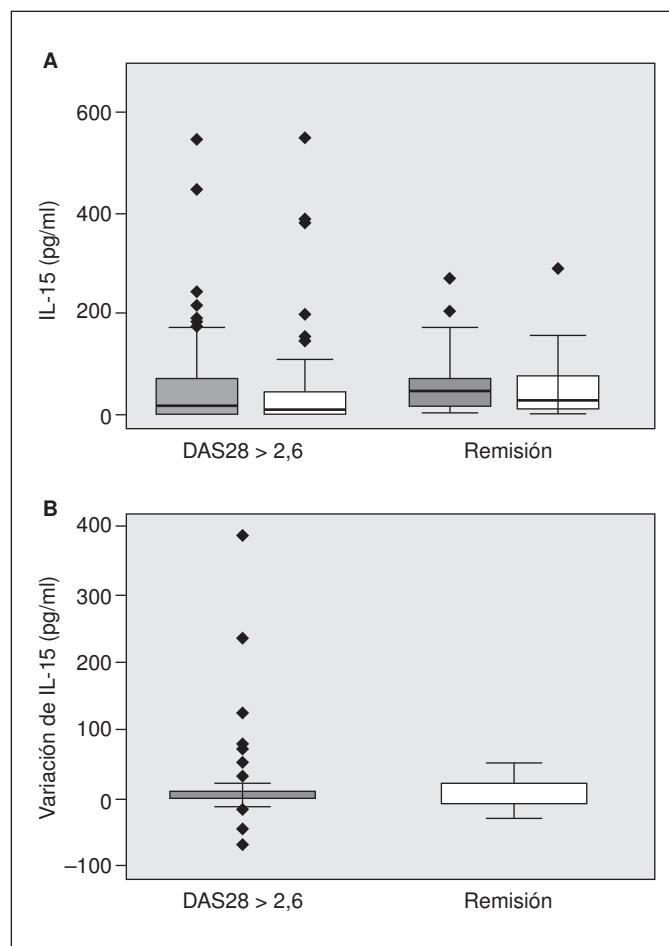 A
600
400
200
0
IL-15 (pg/ml)
DAS28 > 2,6 Remisión
B
400
300
200
100
0
–100
Variación de IL-15 (pg/ml)
DAS28 > 2,6 Remisión